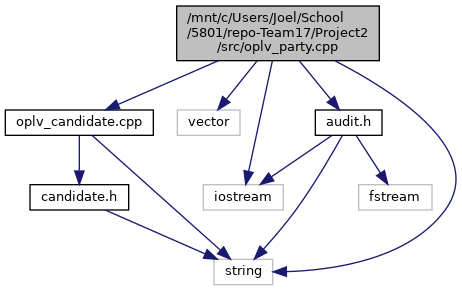 /mnt/c/Users/Joel/School
/5801/repo-Team17/Project2
/src/oplv_party.cpp
oplv_candidate.cpp
vector
audit.h
candidate.h
iostream
fstream
string